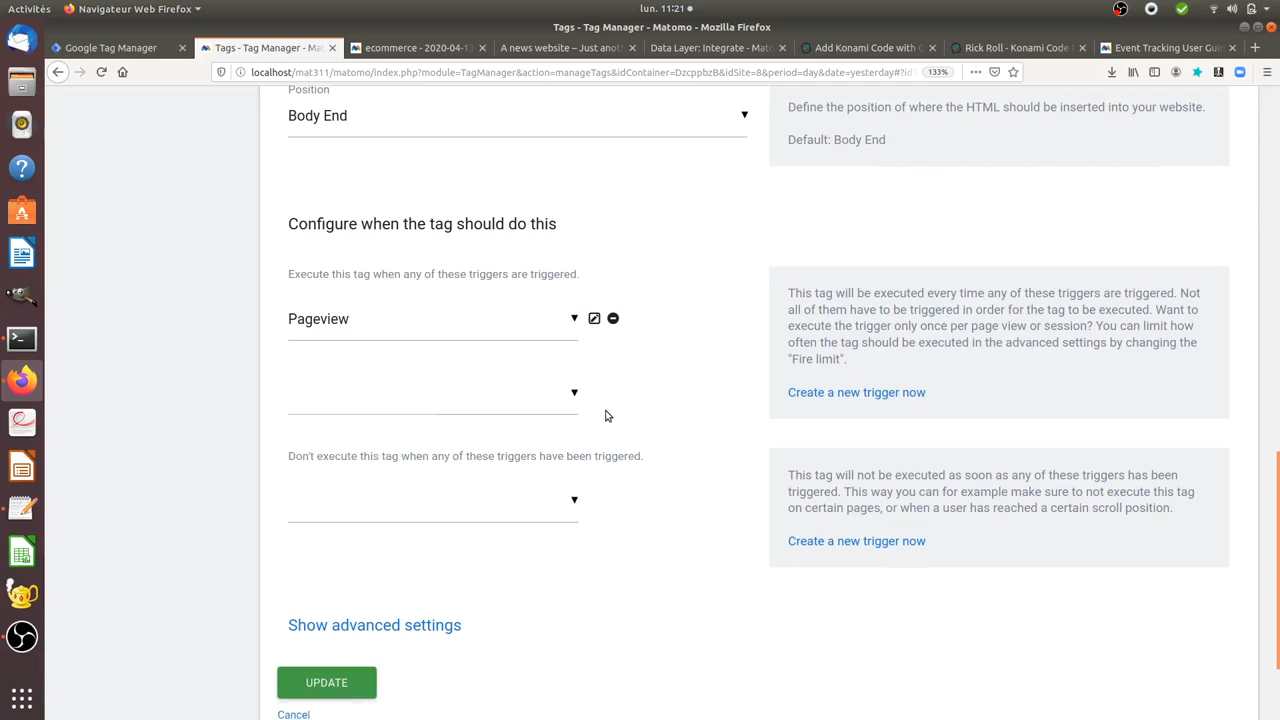 Activités
Navigateur Web Firefox
lun. 11:21
Tags - Tag Manager - Matomo - Mozilla Firefox
Google Tag Manager
Tags - Tag Manager - Ma
ecommerce - 2020-04-1
A news website – Just anot
Data Layer: Integrate - Ma
Add Konami Code with G
Rick Roll - Konami Code
Event Tracking User Guid
localhost/mat311/matomo/index.php?module=TagManager&action=manageTags&idContainer=DzcppbzB&idSite=8&period=day&date=yesterday#?id
133%
Position
Body End
Define the position of where the HTML should be inserted into your website.
Default: Body End
Configure when the tag should do this
Execute this tag when any of these triggers are triggered.
Pageview
This tag will be executed every time any of these triggers are triggered. Not
all of them have to be triggered in order for the tag to be executed. Want to
execute the trigger only once per page view or session? You can limit how
often the tag should be executed in the advanced settings by changing the
"Fire limit".
Create a new trigger now
Don't execute this tag when any of these triggers have been triggered.
This tag will not be executed as soon as any of these triggers has been
triggered. This way you can for example make sure to not execute this tag
on certain pages, or when a user has reached a certain scroll position.
Create a new trigger now
Show advanced settings
UPDATE
Cancel